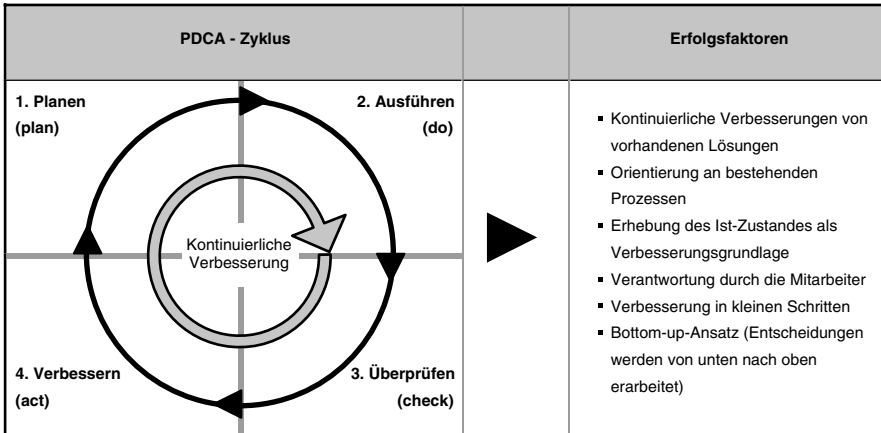 PDCA - Zyklus
Erfolgsfaktoren
1. Planen
(plan)
2. Ausführen
(do)
Kontinuierliche
Verbesserung
4. Verbessern
(act)
3. Überprüfen
(check)
▪ Kontinuierliche Verbesserungen von
vorhandenen Lösungen
▪ Orientierung an bestehenden
Prozessen
▪ Erhebung des Ist-Zustandes als
Verbesserungsgrundlage
▪ Verantwortung durch die Mitarbeiter
▪ Verbesserung in kleinen Schritten
▪ Bottom-up-Ansatz (Entscheidungen
werden von unten nach oben
erarbeitet)